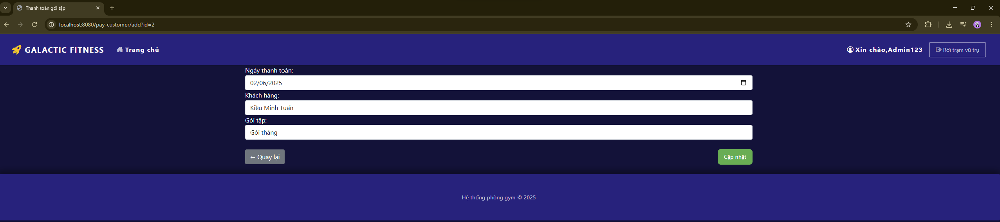 Thanh toán gói tập
localhost:8080/pay-customer/add?id=2
GALACTIC FITNESS
Trang chủ
Xin chào,Admin123
Rời trạm vũ trụ
Ngày thanh toán:
02/06/2025
Khách hàng:
Kiều Minh Tuấn
Gói tập:
Gói tháng
← Quay lại
Cập nhật
Hệ thống phòng gym © 2025